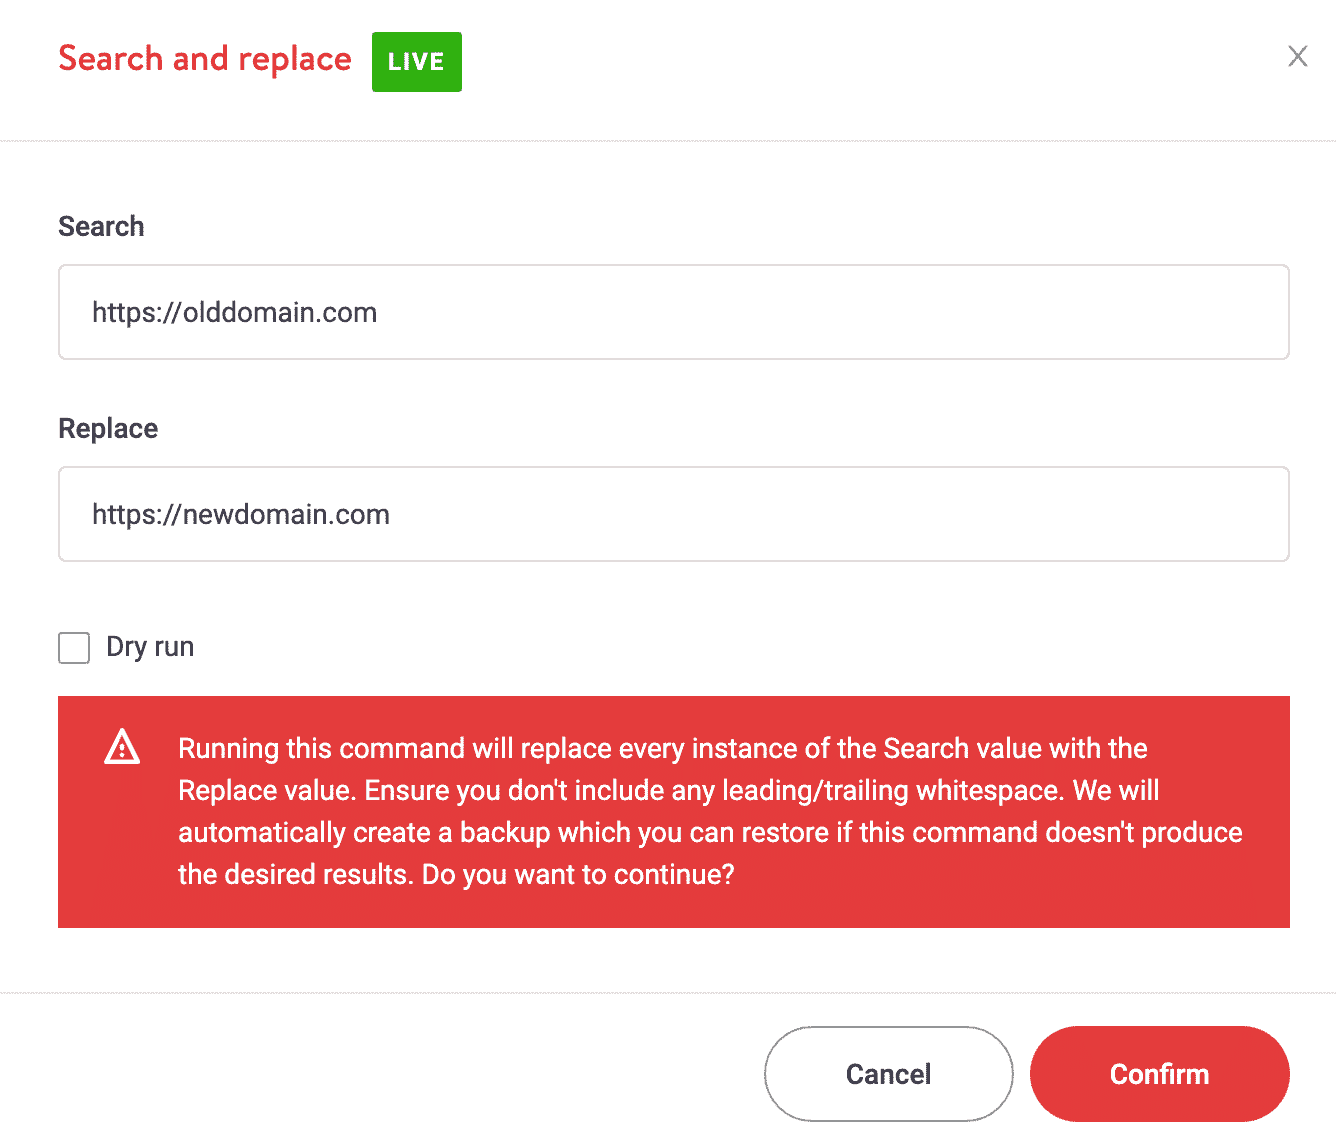 Search and replace LIVE
Search
https://olddomain.com
Replace
https://newdomain.com
Dry run
Running this command will replace every instance of the Search value with the
Replace value. Ensure you don't include any leading/trailing whitespace. We will
automatically create a backup which you can restore if this command doesn't produce
the desired results. Do you want to continue?
Cancel Confirm